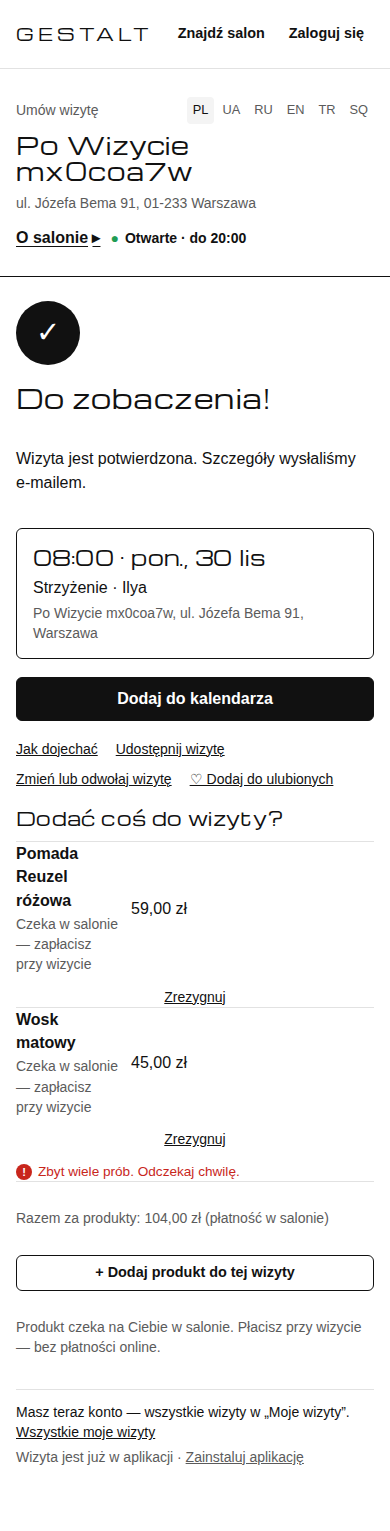 GESTALT Znajdź salon Zaloguj się
Umów wizytę PL UA RU EN TR SQ
Po Wizycie
mx0coa7w
ul. Józefa Bema 91, 01-233 Warszawa
O salonie ▸ ● Otwarte · do 20:00
✓
Do zobaczenia!
Wizyta jest potwierdzona. Szczegóły wysłaliśmy
e-mailem.
08:00 · pon., 30 lis
Strzyżenie · Ilya
Po Wizycie mx0coa7w, ul. Józefa Bema 91,
Warszawa
Dodaj do kalendarza
Jak dojechać Udostępnij wizytę
Zmień lub odwołaj wizytę ♡ Dodaj do ulubionych
Dodać coś do wizyty?
Pomada
Reuzel
różowa
59,00 zł
Czeka w salonie
— zapłacisz
przy wizycie
Zrezygnuj
Wosk
matowy
45,00 zł
Czeka w salonie
— zapłacisz
przy wizycie
Zrezygnuj
! Zbyt wiele prób. Odczekaj chwilę.
Razem za produkty: 104,00 zł (płatność w salonie)
+ Dodaj produkt do tej wizyty
Produkt czeka na Ciebie w salonie. Płacisz przy wizycie
— bez płatności online.
Masz teraz konto — wszystkie wizyty w „Moje wizyty”.
Wszystkie moje wizyty
Wizyta jest już w aplikacji · Zainstaluj aplikację